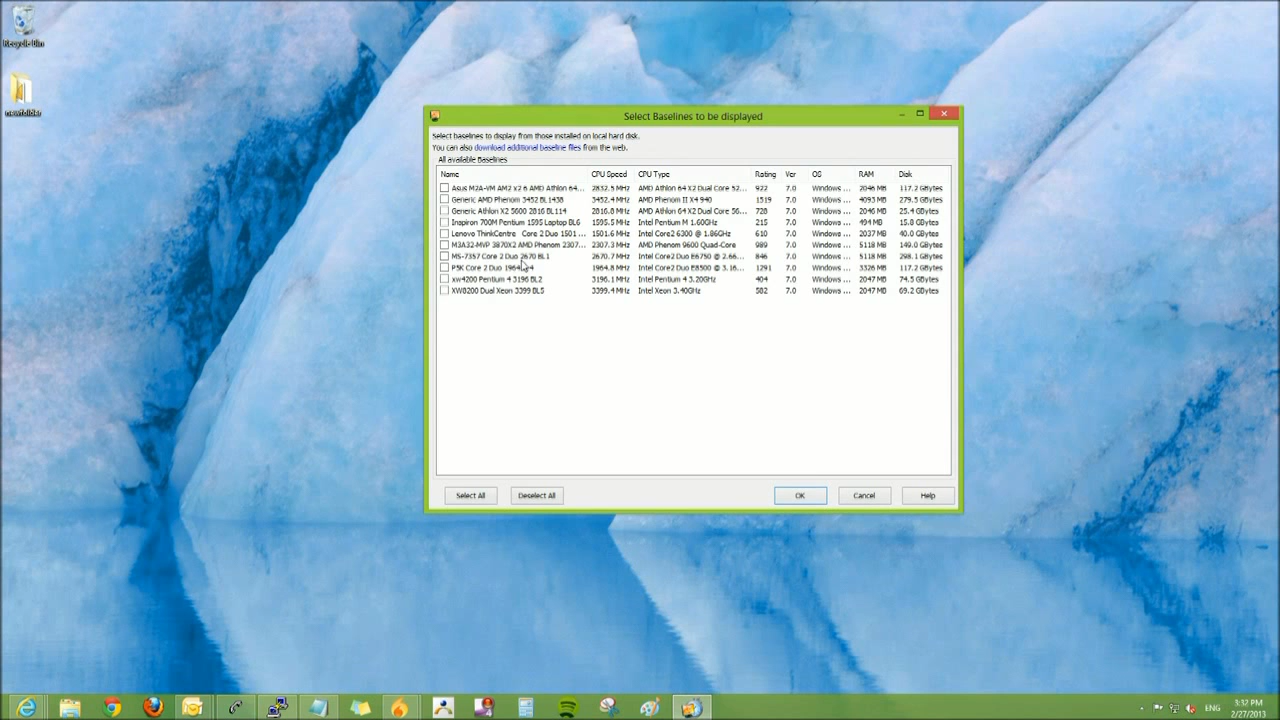 Recycle Bin
newfolder
Select Baselines to be displayed
Select baselines to display from those installed on local hard disk.
You can also download additional baseline files from the web.
All available Baselines
Name CPU Speed CPU Type Rating Ver OS RAM Disk
Asus M2A-VM AM2 x2 6 AMD Athlon 64... 2832.5 MHz AMD Athlon 64 X2 Dual Core 52... 922 7.0 Windows ... 2046 MB 117.2 GBytes
Generic AMD Phenom 3452 BL1438 3452.4 MHz AMD Phenom II X4 940 1519 7.0 Windows ... 4093 MB 279.5 GBytes
Generic Athlon X2 5600 2816 BL114 2816.8 MHz AMD Athlon 64 X2 Dual Core 56... 728 7.0 Windows ... 2046 MB 25.4 GBytes
Inspiron 700M Pentium 1595 Laptop BL6 1595.5 MHz Intel Pentium M 1.60GHz 215 7.0 Windows ... 494 MB 15.8 GBytes
Lenovo ThinkCentre Core 2 Duo 1501 ... 1501.6 MHz Intel Core2 6300 @ 1.86GHz 610 7.0 Windows ... 2037 MB 40.0 GBytes
M3A32-MVP 3870X2 AMD Phenom 2307... 2307.3 MHz AMD Phenom 9600 Quad-Core 989 7.0 Windows ... 5118 MB 149.0 GBytes
MS-7357 Core 2 Duo 2670 BL1 2670.7 MHz Intel Core2 Duo E6750 @ 2.66... 846 7.0 Windows ... 5118 MB 298.1 GBytes
P5K Core 2 Duo 1964.8 MHz Intel Core2 Duo E8500 @ 3.16... 1291 7.0 Windows ... 3326 MB 117.2 GBytes
xw4200 Pentium 4 3196 BL2 3196.1 MHz Intel Pentium 4 3.20GHz 404 7.0 Windows ... 2047 MB 74.5 GBytes
XW8200 Dual Xeon 3399 BL5 3399.4 MHz Intel Xeon 3.40GHz 582 7.0 Windows ... 2047 MB 69.2 GBytes
Select All Deselect All OK Cancel Help
ENG 3:32 PM
2/27/2013